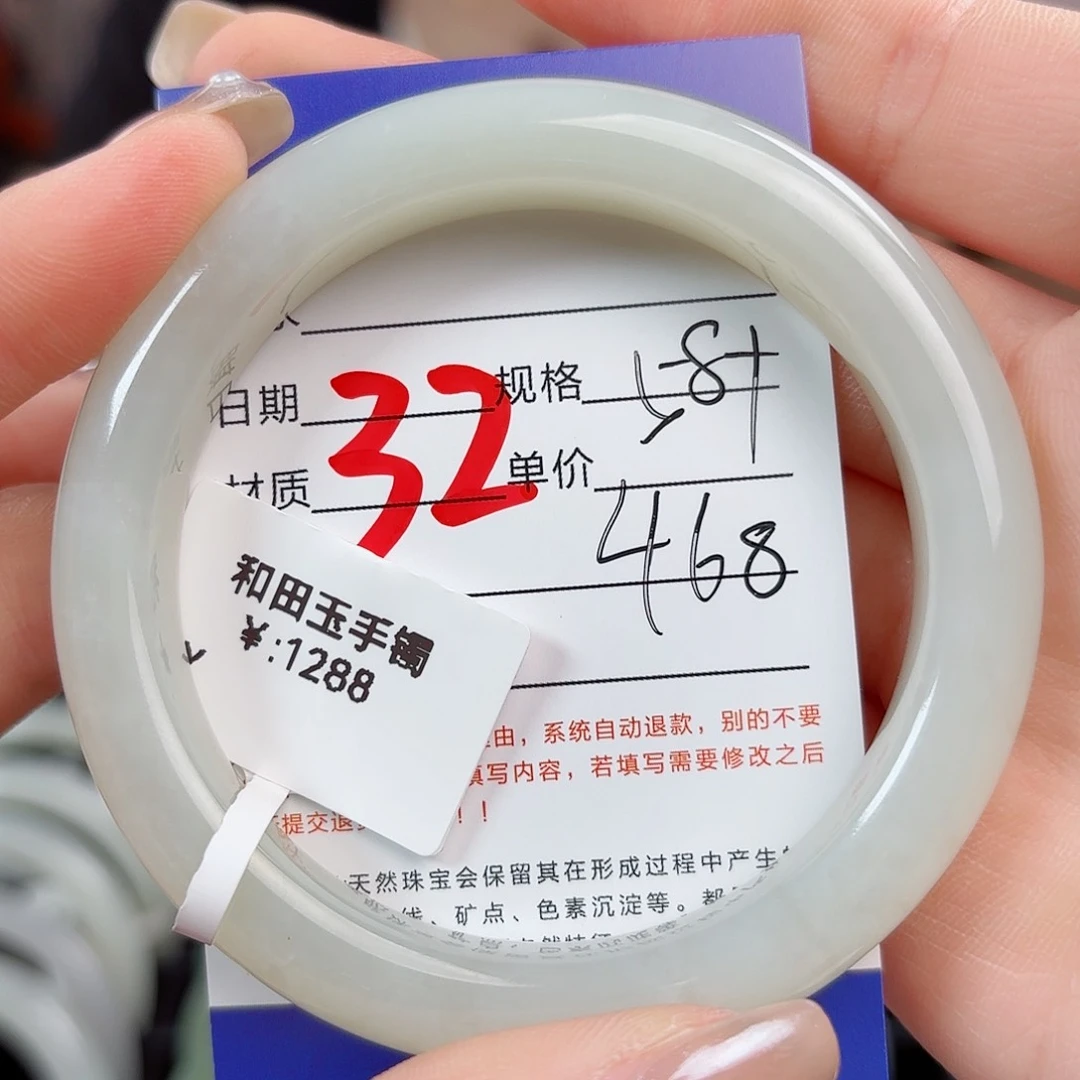 日期 32 规格 58+
材质 单价 468
和田玉手镯
¥:1288
由，系统自动退款，别的不要
填写内容，若填写需要修改之后
提交退
！！
天然珠宝会保留其在形成过程中产生
线、矿点、色素沉淀等。都